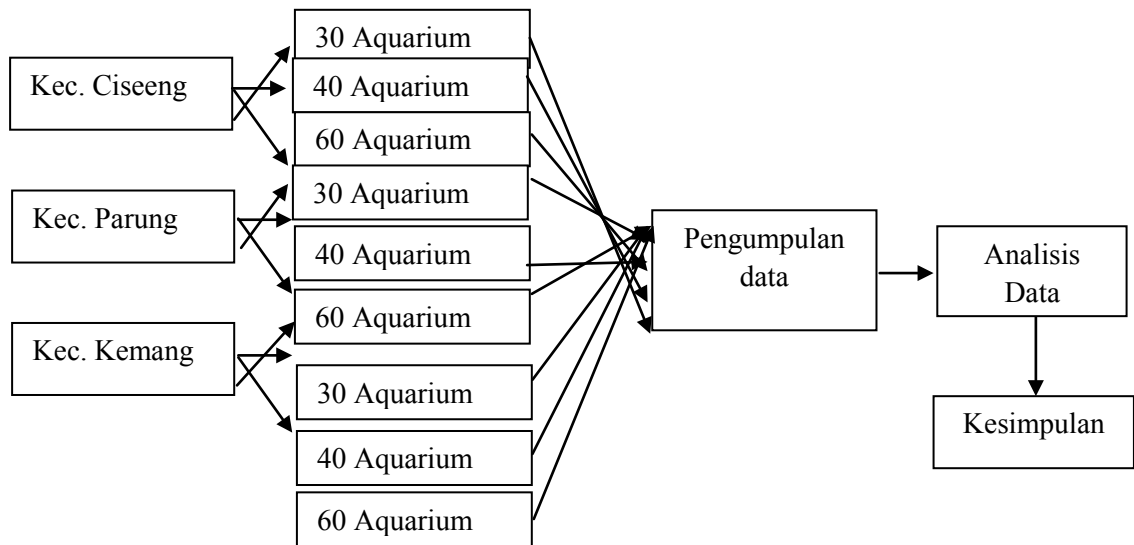 Kec. Ciseeng
Kec. Parung
Kec. Kemang
30 Aquarium
40 Aquarium
60 Aquarium
30 Aquarium
40 Aquarium
60 Aquarium
30 Aquarium
40 Aquarium
60 Aquarium
Pengumpulan
data
Analisis
Data
Kesimpulan